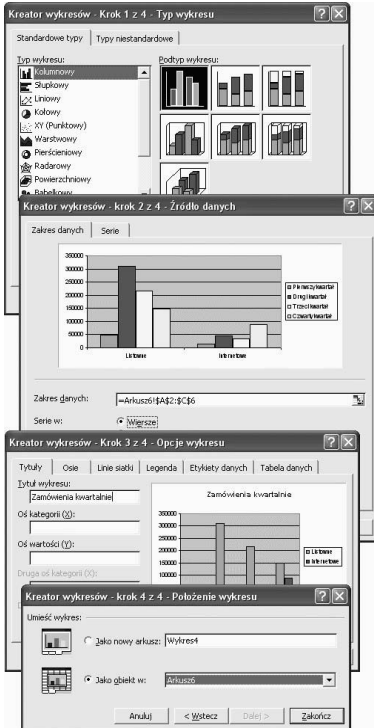 Kreator wykresów - Krok 1 z 4 - Typ wykresu
Standardowe typy
Typy niestandardowe
Typ wykresu:
Podtyp wykresu:
Kolumnowy
Słupkowy
Liniowy
Kołowy
XY (Punktowy)
Warstwowy
Pierścieniowy
Radarowy
Powierzchniowy
Bąbelkowy
Kreator wykresów - krok 2 z 4 - Źródło danych
Zakres danych
Serie
350000
300000
250000
200000
150000
100000
50000
0
Listownie
Internetowe
Pierwszy kwartał
Drugi kwartał
Trzeci kwartał
Czwarty kwartał
Zakres danych:
=Arkusz6!$A$2:$C$6
Serie w:
Wiersze
Kreator wykresów - Krok 3 z 4 - Opcje wykresu
Tytuły
Osie
Linie siatki
Legenda
Etykiety danych
Tabela danych
Tytuł wykresu:
Zamówienia kwartalnie
Oś kategorii (X):
Oś wartości (Y):
Druga oś kategorii (X):
Zamówienia kwartalnie
350000
300000
250000
200000
150000
100000
Listownie
Internetowe
Kreator wykresów - krok 4 z 4 - Położenie wykresu
Umieść wykres:
Jako nowy arkusz:
Wykres4
Jako obiekt w:
Arkusz6
Anuluj
< Wstecz
Dalej >
Zakończ